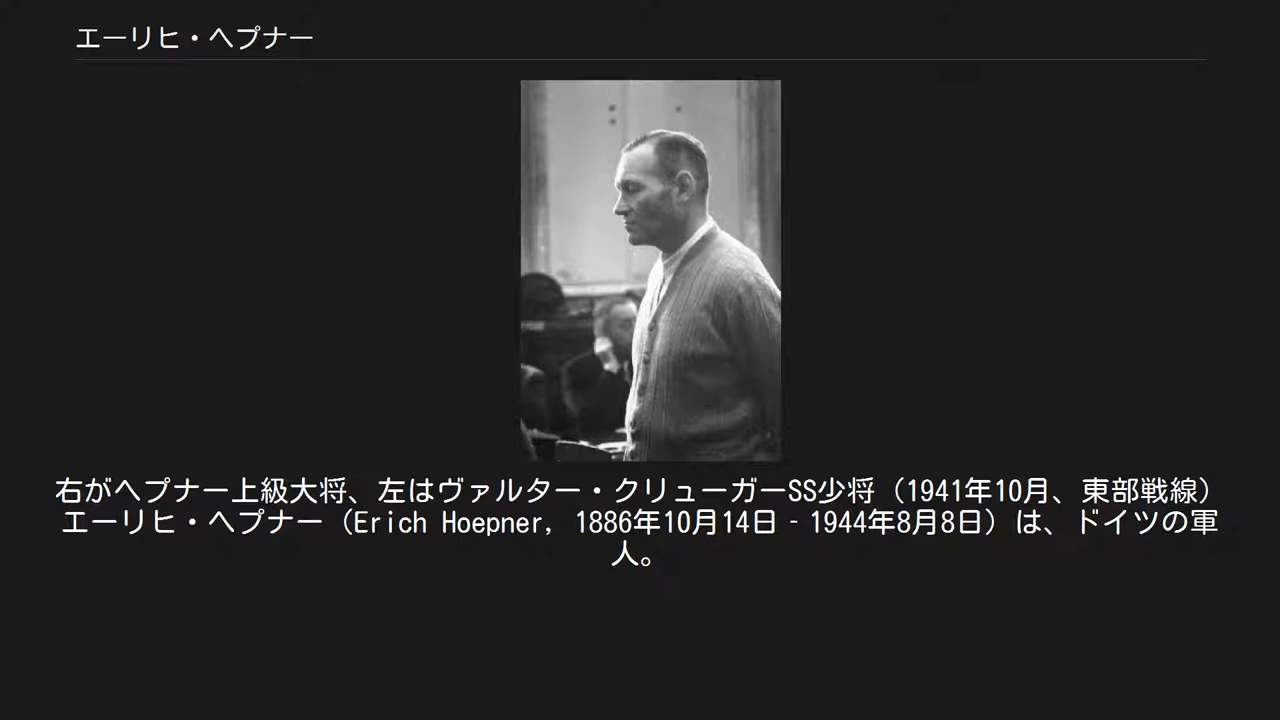 エーリヒ・ヘプナー
右がヘプナー上級大将、左はヴァルター・クリューガーSS少将（1941年10月、東部戦線）
エーリヒ・ヘプナー（Erich Hoepner, 1886年10月14日 - 1944年8月8日）は、ドイツの軍
人。